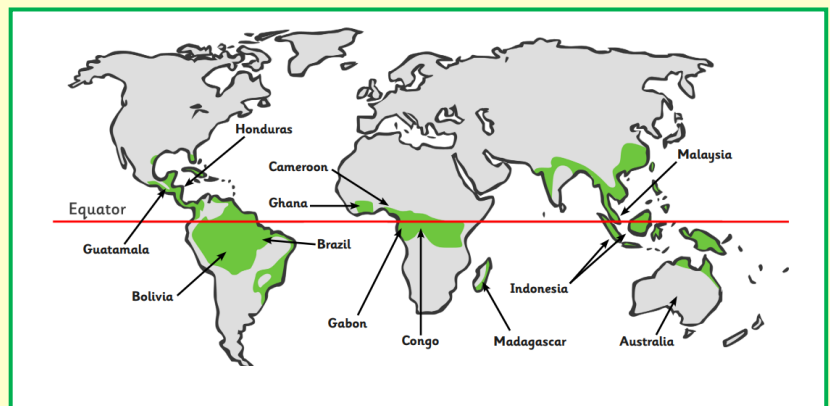 Honduras
Malaysia
Cameroon
Ghana
Equator
Guatamala
Brazil
Indonesia
Bolivia
Gabon
Congo
Madagascar
Australia